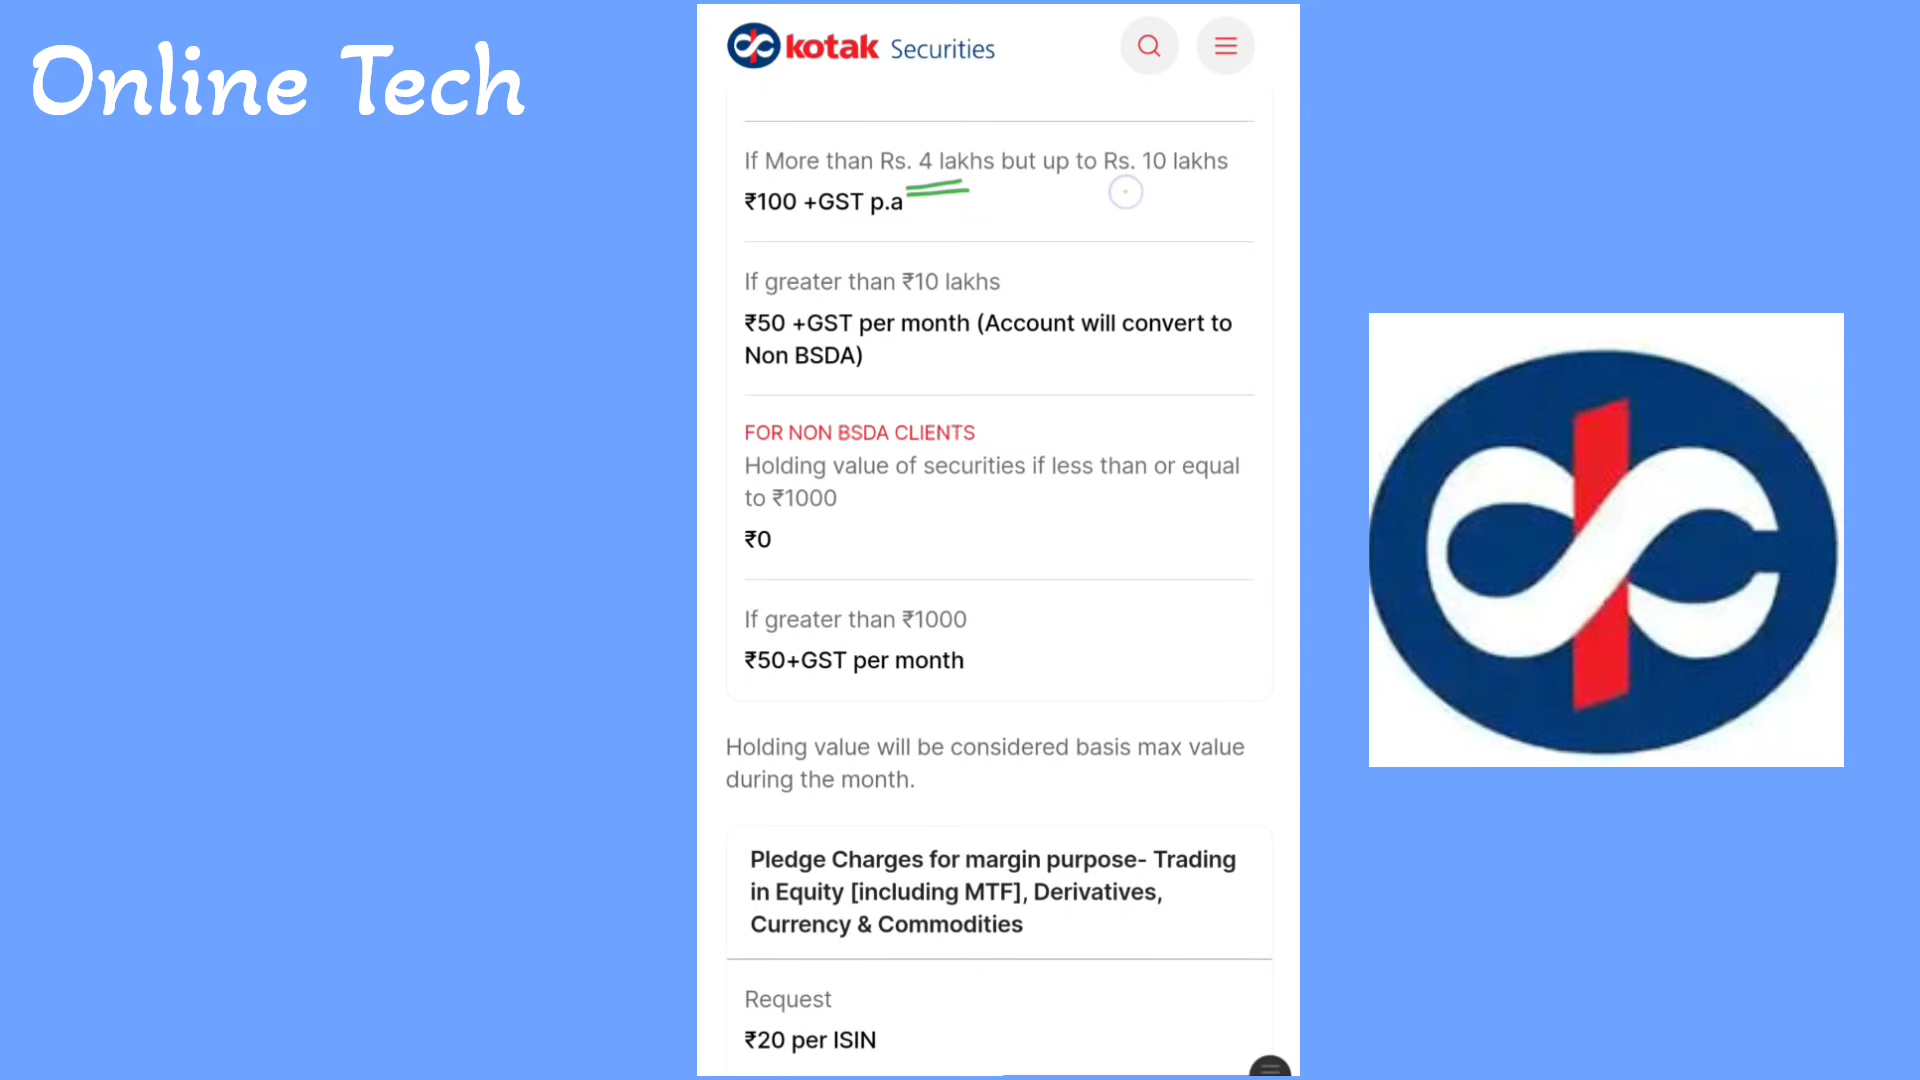 Online Tech
kotak Securities
If More than Rs. 4 lakhs but up to Rs. 10 lakhs
₹100 +GST p.a
If greater than ₹10 lakhs
₹50 +GST per month (Account will convert to
Non BSDA)
FOR NON BSDA CLIENTS
Holding value of securities if less than or equal
to ₹1000
₹0
If greater than ₹1000
₹50+GST per month
Holding value will be considered basis max value
during the month.
Pledge Charges for margin purpose- Trading
in Equity [including MTF], Derivatives,
Currency & Commodities
Request
₹20 per ISIN